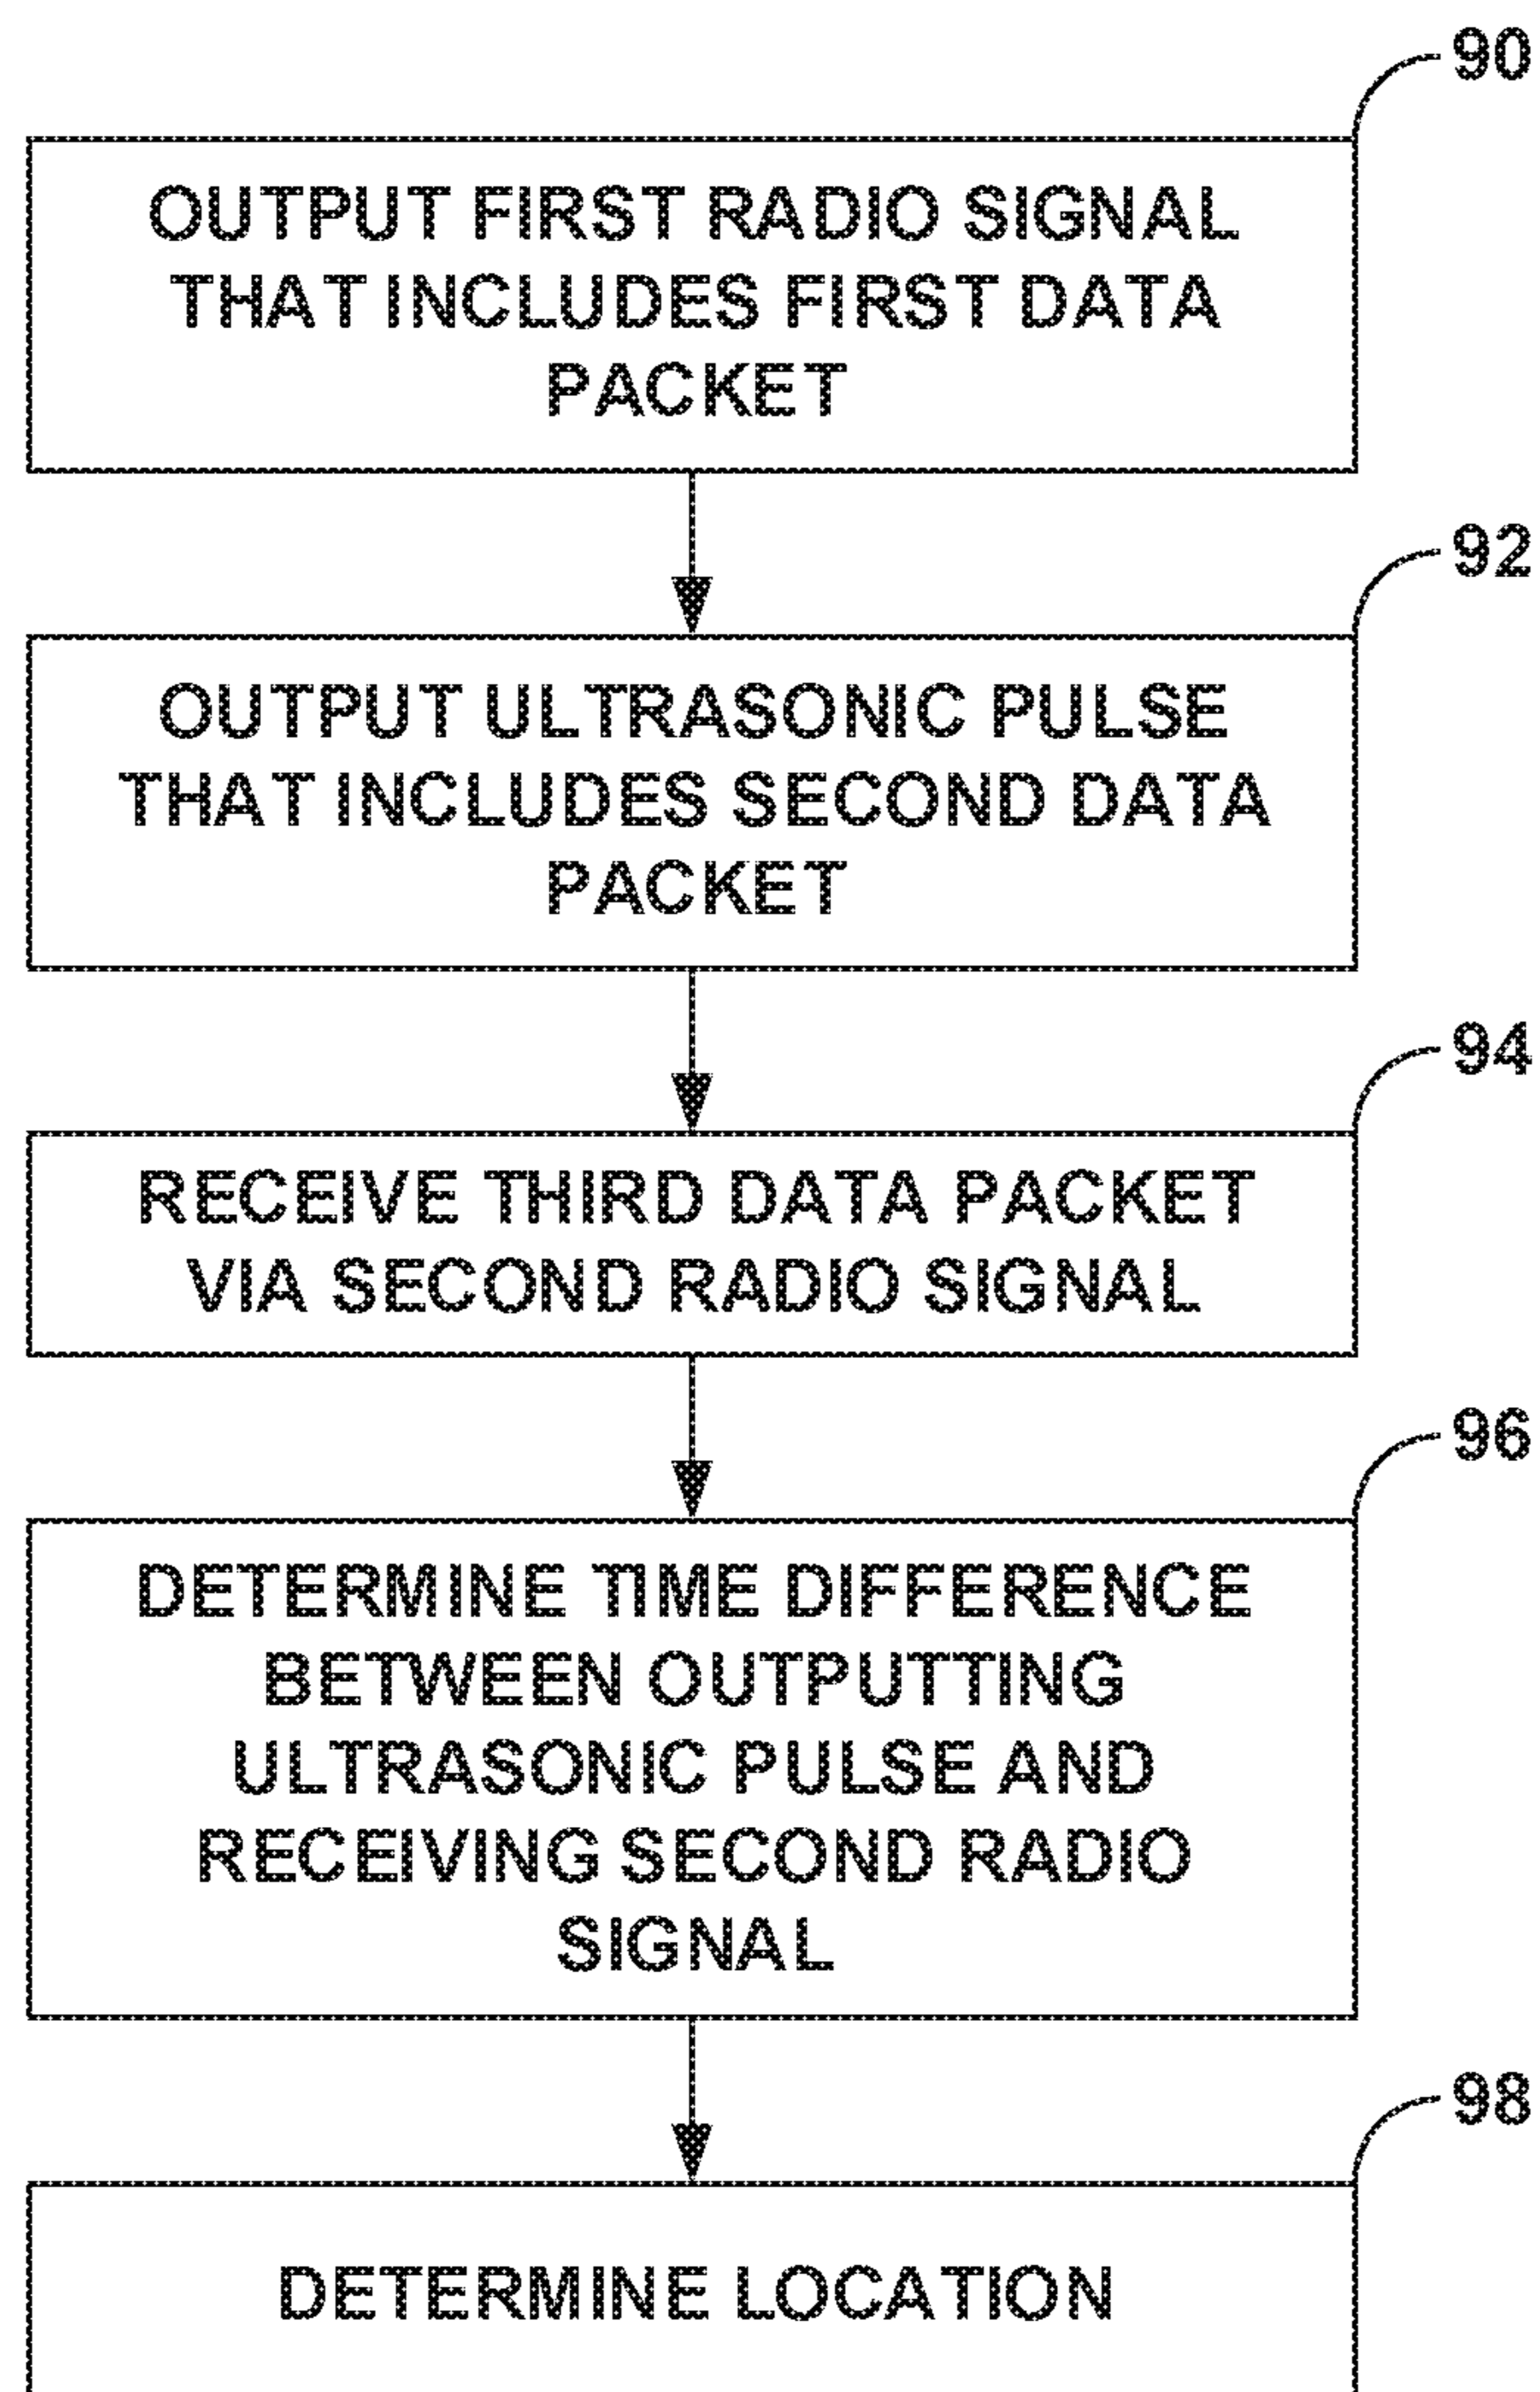 90
OUTPUT FIRST RADIO SIGNAL
THAT INCLUDES FIRST DATA
PACKET
92
OUTPUT ULTRASONIC PULSE
THAT INCLUDES SECOND DATA
PACKET
94
RECEIVE THIRD DATA PACKET
VIA SECOND RADIO SIGNAL
96
DETERMINE TIME DIFFERENCE
BETWEEN OUTPUTTING
ULTRASONIC PULSE AND
RECEIVING SECOND RADIO
SIGNAL
98
DETERMINE LOCATION